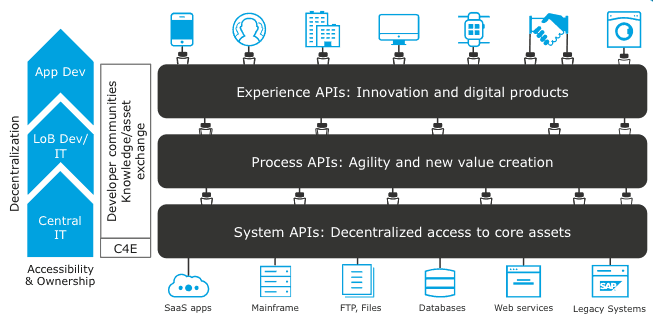 Decentralization
App Dev
LoB Dev/
IT
Central
IT
Accessibility
& Ownership
Developer communities
Knowledge/asset
exchange
C4E
Experience APIs: Innovation and digital products
Process APIs: Agility and new value creation
System APIs: Decentralized access to core assets
SaaS apps
Mainframe
FTP, Files
Databases
Web services
SAP
Legacy Systems